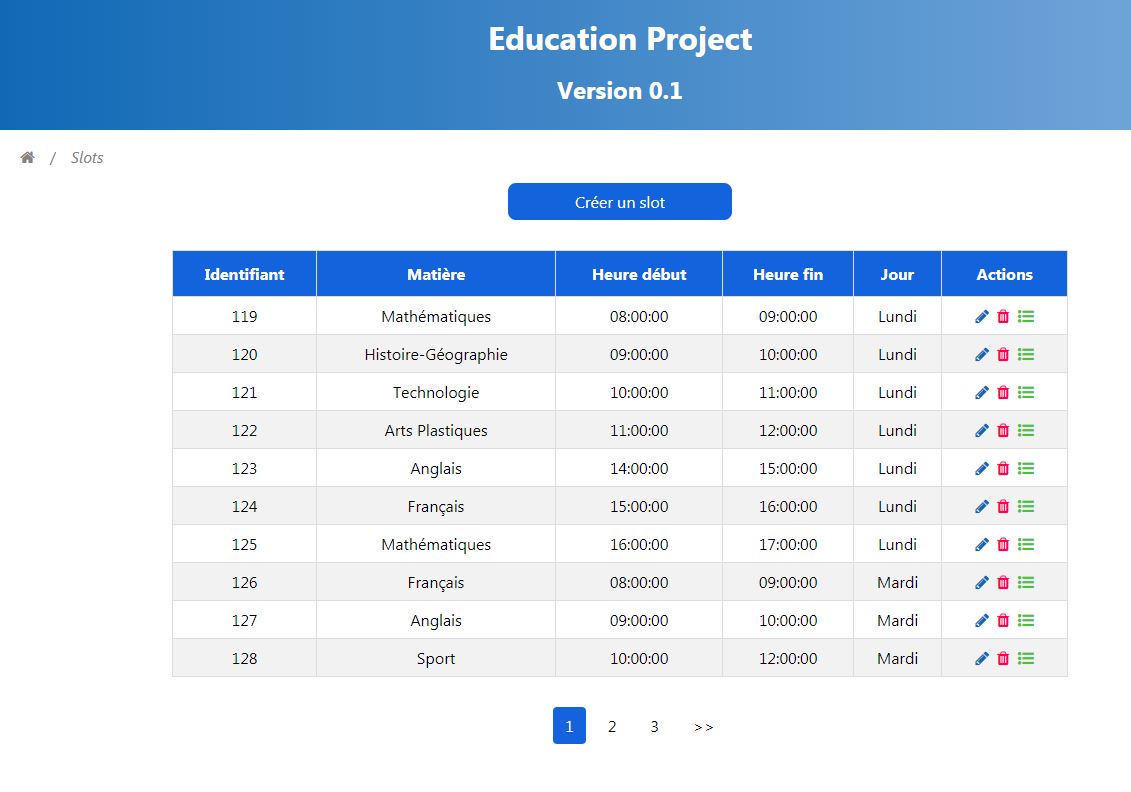 Education Project
Version 0.1
/ Slots
Créer un slot
Identifiant Matière Heure début Heure fin Jour Actions
119 Mathématiques 08:00:00 09:00:00 Lundi
120 Histoire-Géographie 09:00:00 10:00:00 Lundi
121 Technologie 10:00:00 11:00:00 Lundi
122 Arts Plastiques 11:00:00 12:00:00 Lundi
123 Anglais 14:00:00 15:00:00 Lundi
124 Français 15:00:00 16:00:00 Lundi
125 Mathématiques 16:00:00 17:00:00 Lundi
126 Français 08:00:00 09:00:00 Mardi
127 Anglais 09:00:00 10:00:00 Mardi
128 Sport 10:00:00 12:00:00 Mardi
1 2 3 >>